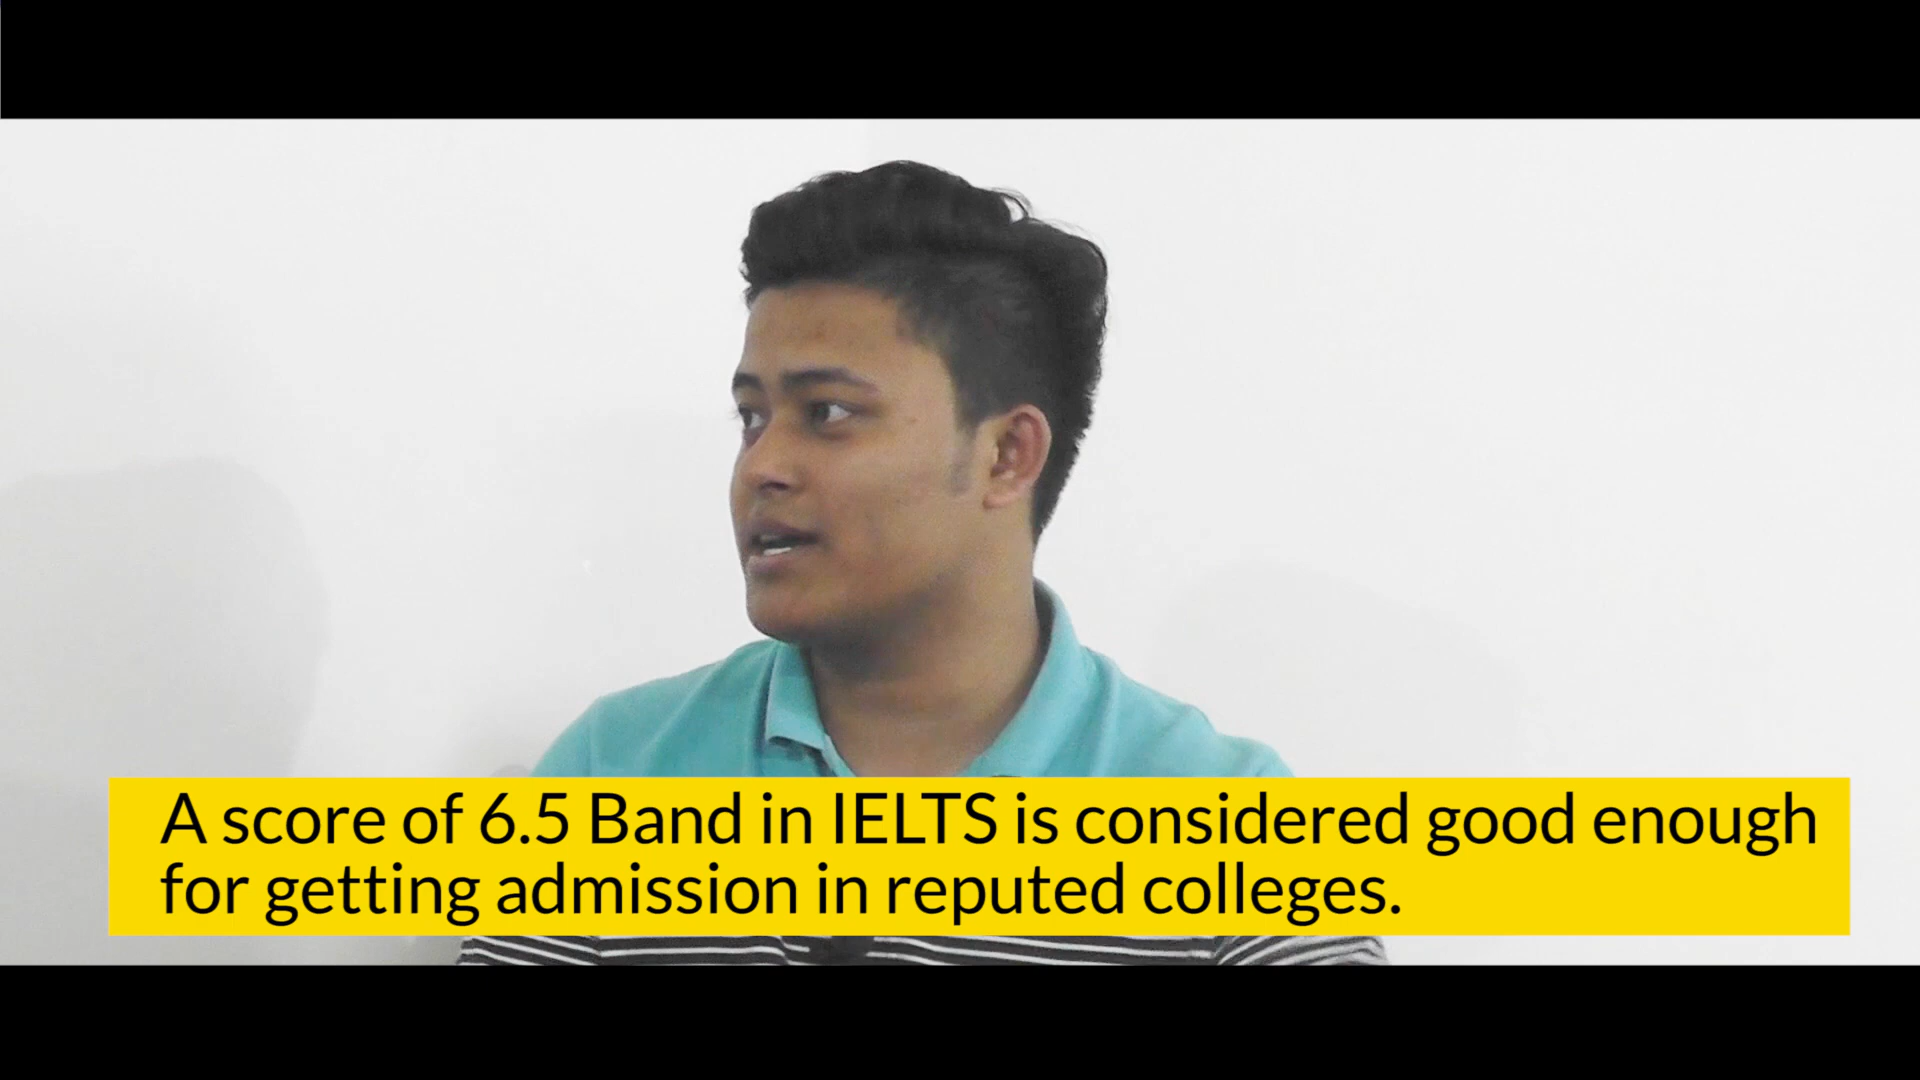 A score of 6.5 Band in IELTS is considered good enough
for getting admission in reputed colleges.